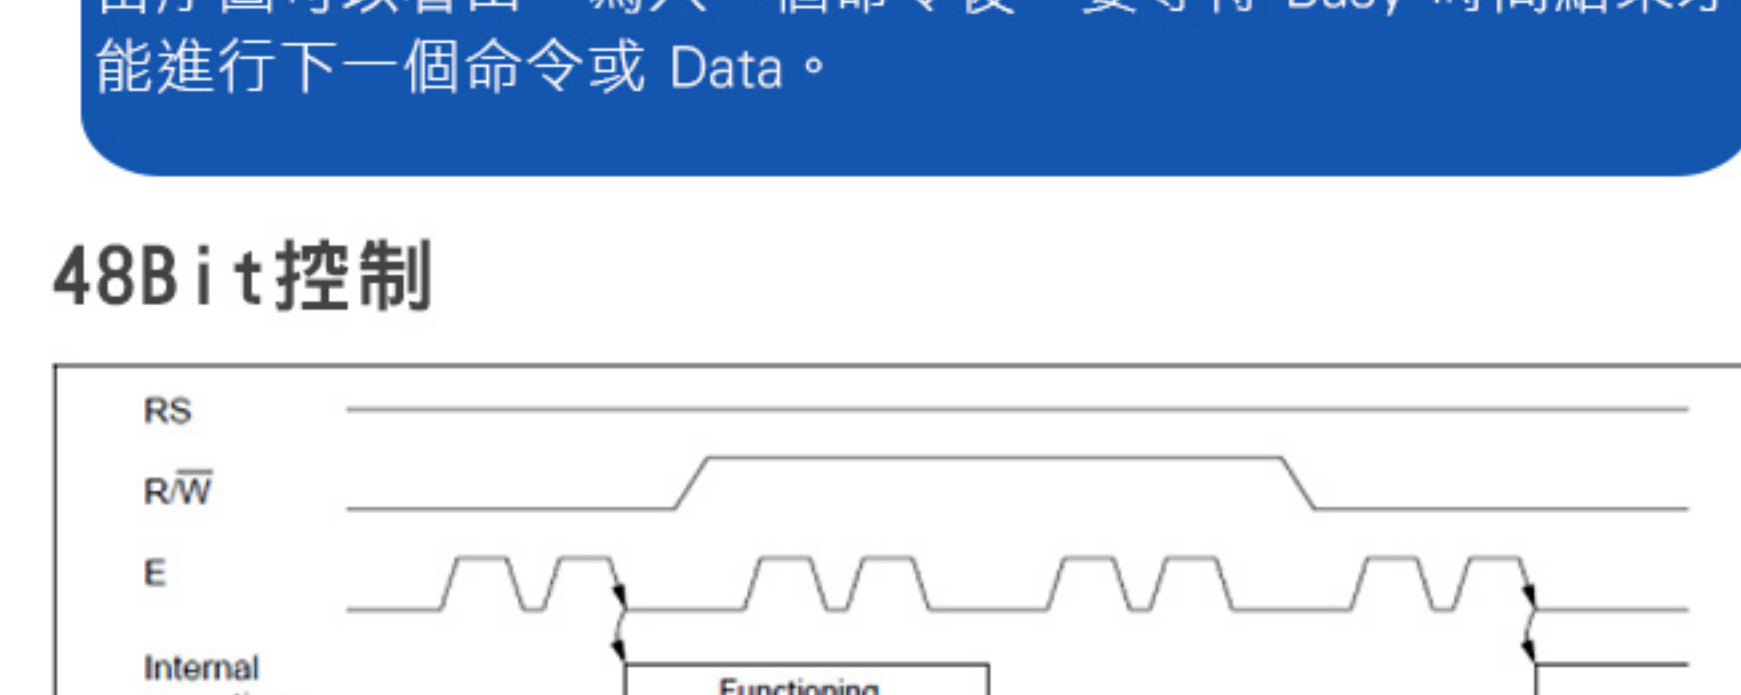 能進行下一個命令或 Data。
48Bit控制
RS
R/W̅
E
Internal
Functioning